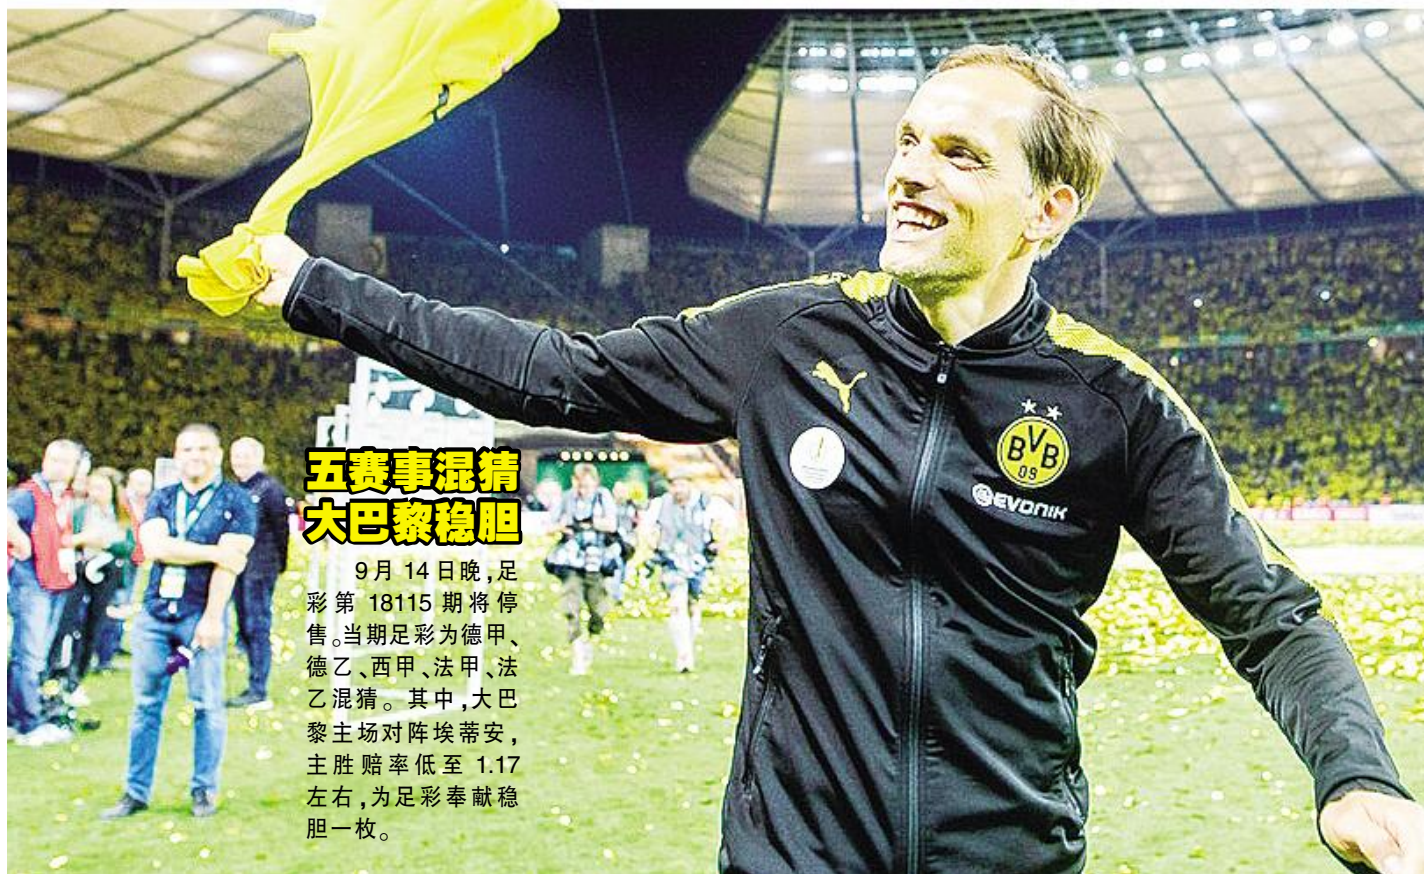 五赛事混猜
大巴黎稳胆
9月14日晚,足
彩第18115期将停
售。当期足彩为德甲、
德乙、西甲、法甲、法
乙混猜。其中,大巴
黎主场对阵埃蒂安,
主胜赔率低至1.17
左右,为足彩奉献稳
胆一枚。
BVB
09
EVONIK